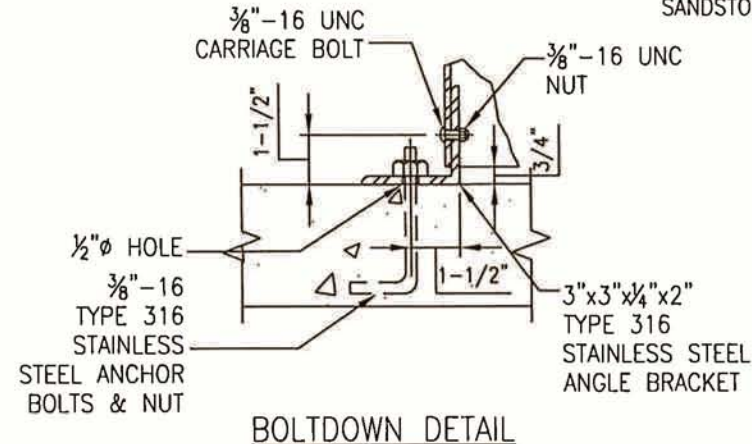 SANDSTO
⅜"-16 UNC
CARRIAGE BOLT
⅜"-16 UNC
NUT
1-1/2"
3/4"
½"ø HOLE
1-1/2"
⅜"-16
TYPE 316
STAINLESS
STEEL ANCHOR
BOLTS & NUT
3"x3"x¼"x2"
TYPE 316
STAINLESS STEEL
ANGLE BRACKET
BOLTDOWN DETAIL